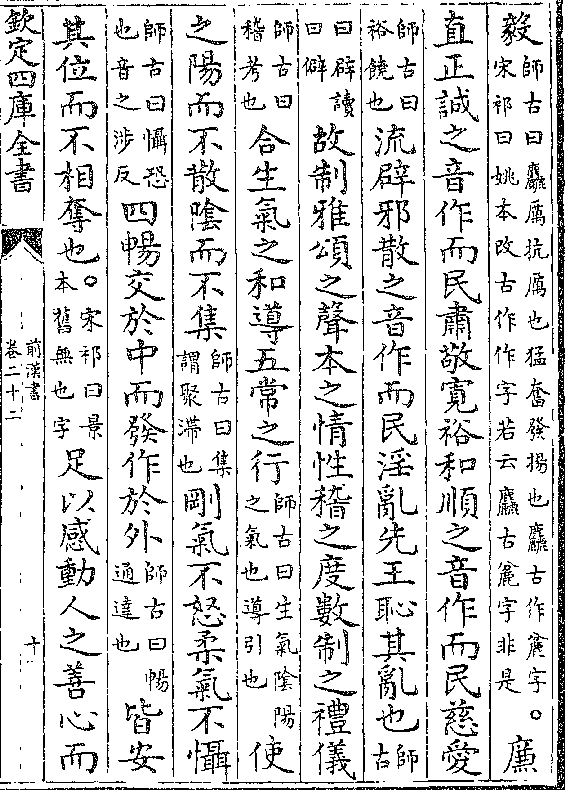 毅師古曰麤厲抗厲也猛奮發揚也麤古作麄字。宋祁曰姚本改古作作字若云麤古麄字非是廉
直正誠之音作而民肅敬寛裕和順之音作而民慈愛
師古曰裕饒也流辟邪散之音作而民淫亂先王恥其亂也師古
曰辟讀曰僻故制雅頌之聲本之情性稽之度數制之禮儀
師古曰稽考也合生氣之和導五常之行師古曰生氣陰陽之氣也導引也使
之陽而不散陰而不集師古曰集謂聚滯也剛氣不怒柔氣不懾
師古曰懾恐也音之涉反四暢交於中而發作於外師古曰暢通達也皆安
其位而不相奪也。宋祁曰景本舊無也字足以感動人之善心而
欽定四庫全書
前漢書
卷二十二
十